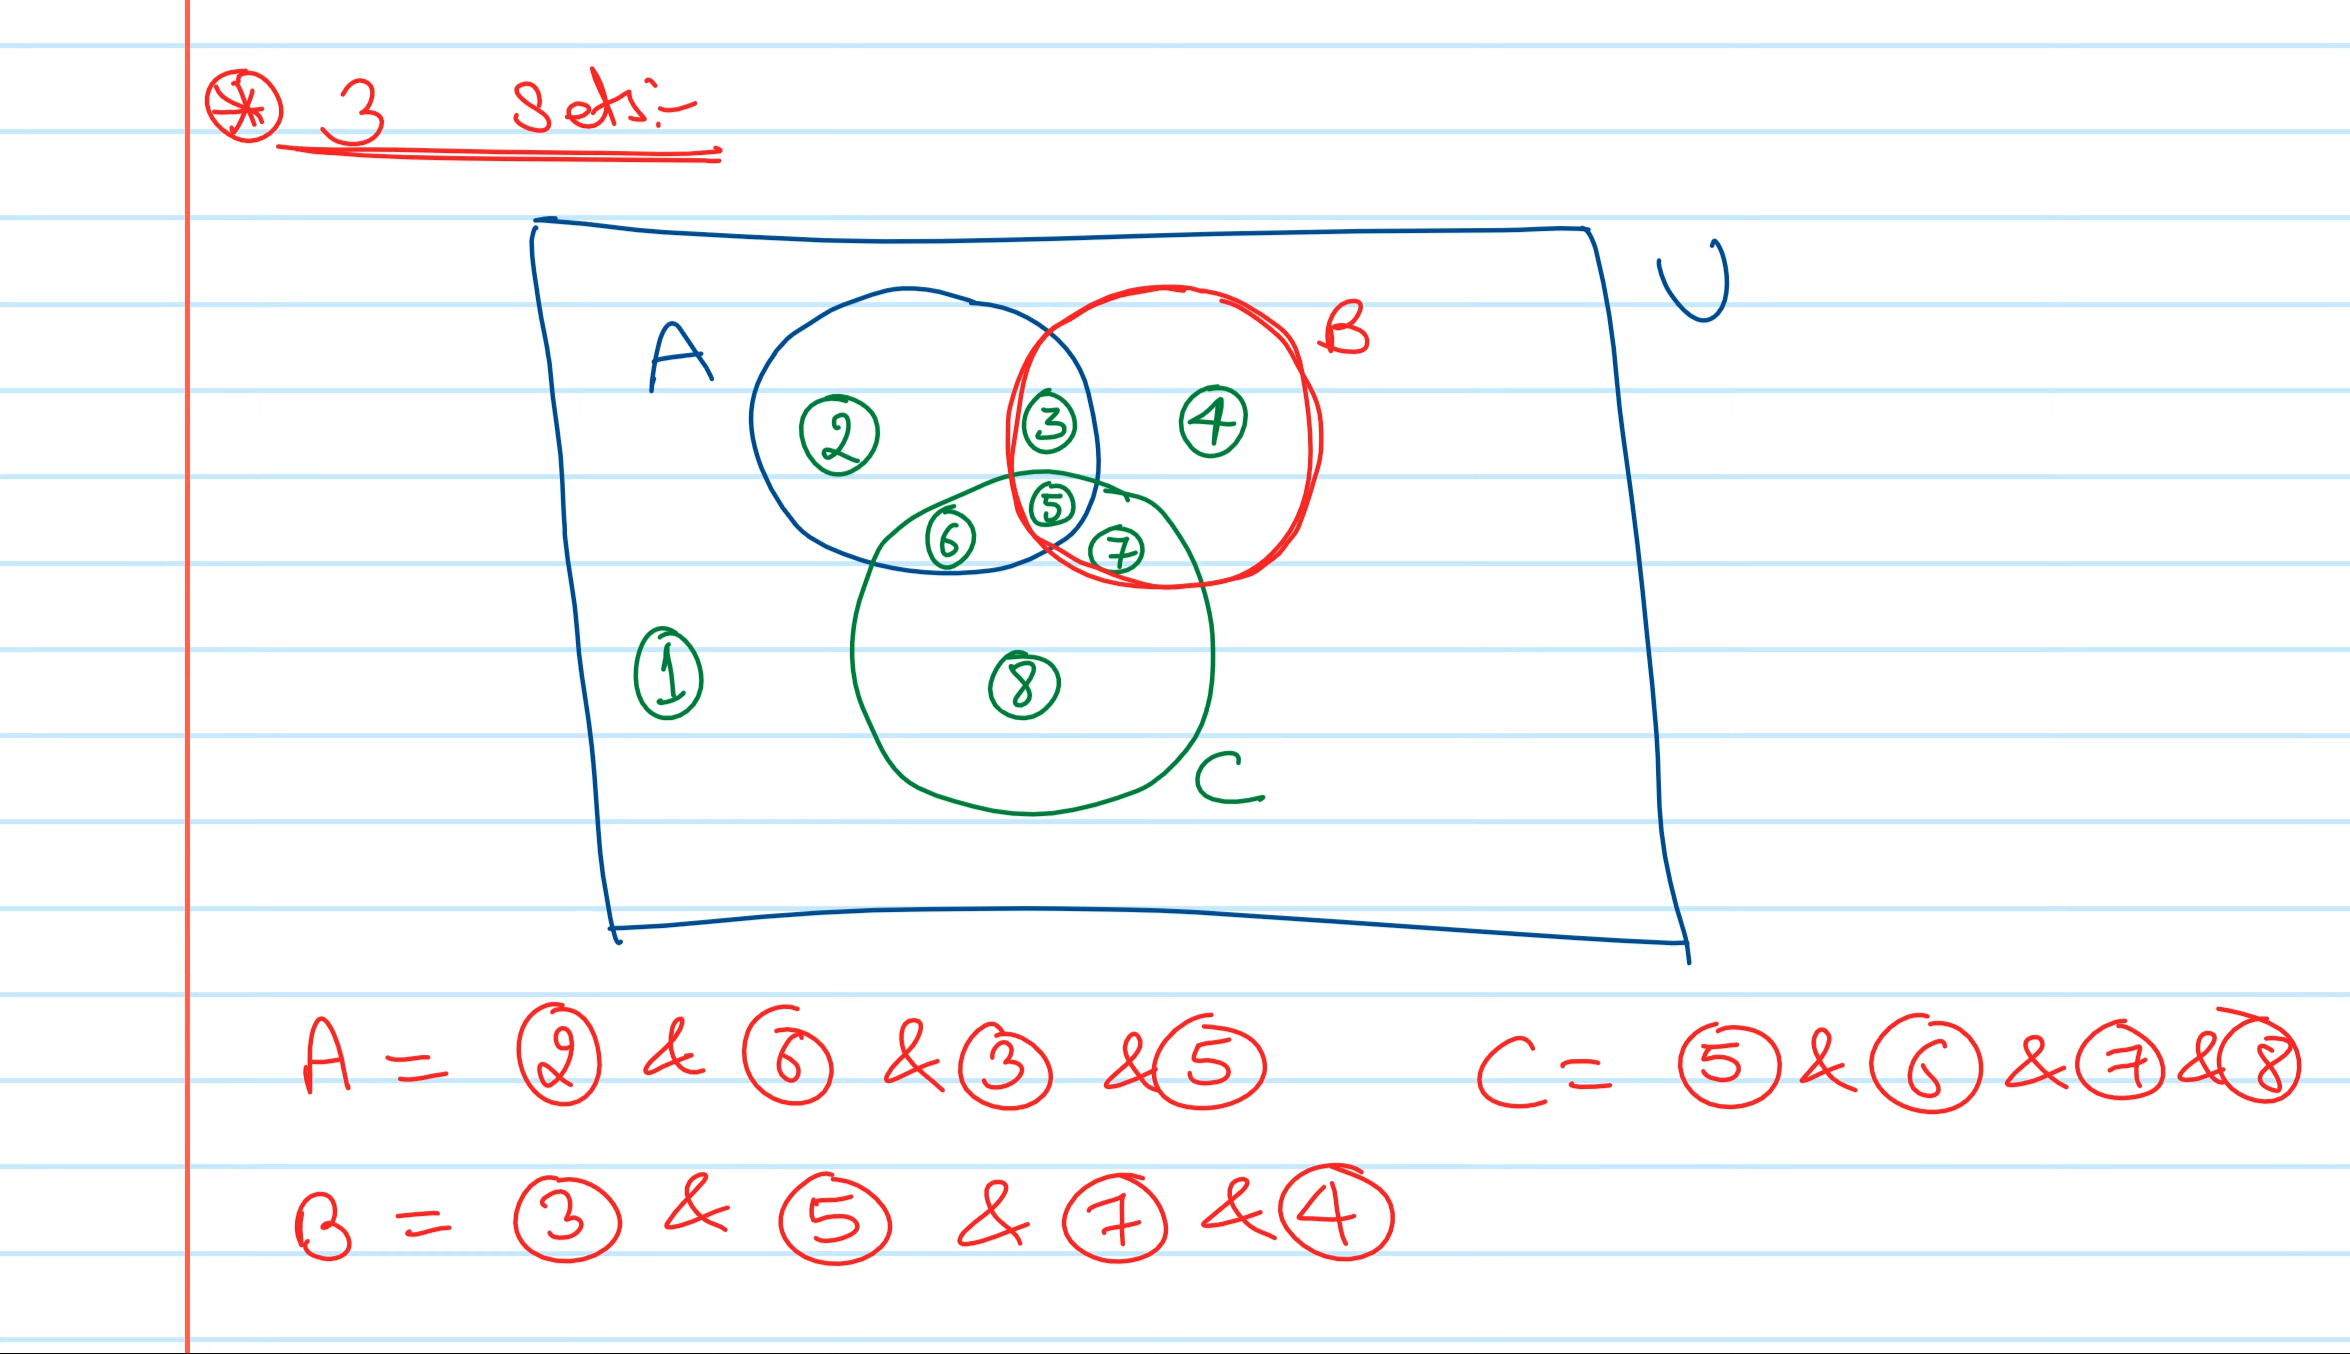 ⊛ 3 Sets:-
U
A
B
② ③ ④
⑤
⑥ ⑦
①
⑧
C
A = ② & ⑥ & ③ & ⑤
C = ⑤ & ⑥ & ⑦ & ⑧
B = ③ & ⑤ & ⑦ & ④